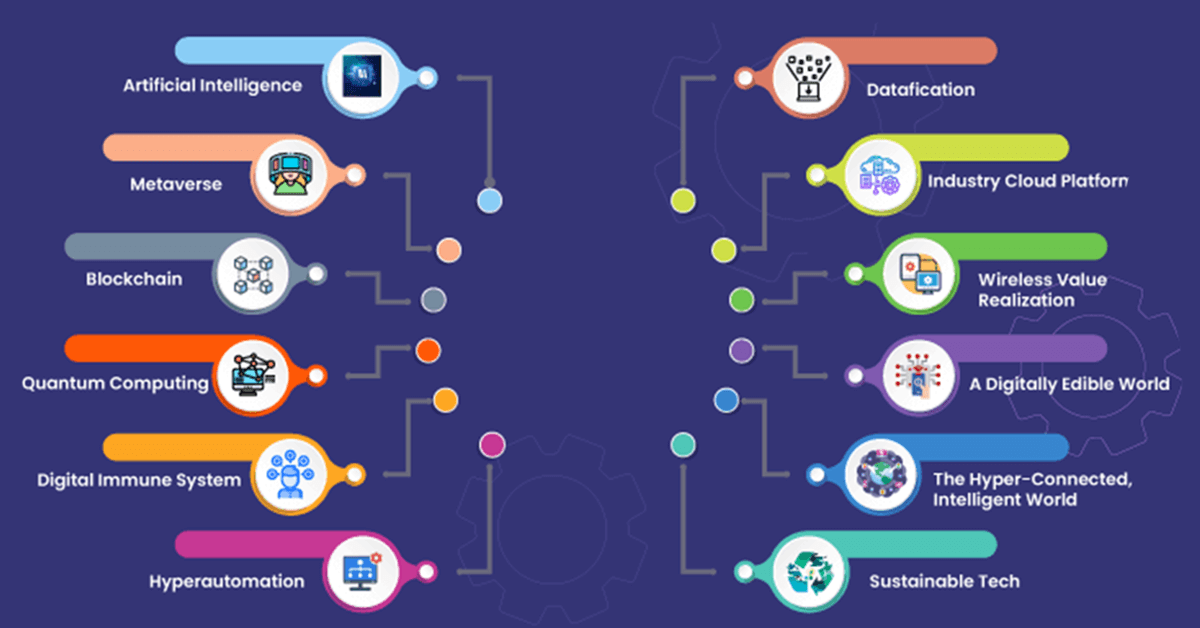 Artificial Intelligence
Metaverse
Blockchain
Quantum Computing
Digital Immune System
Hyperautomation
Datafication
Industry Cloud Platform
Wireless Value
Realization
A Digitally Edible World
The Hyper-Connected,
Intelligent World
Sustainable Tech